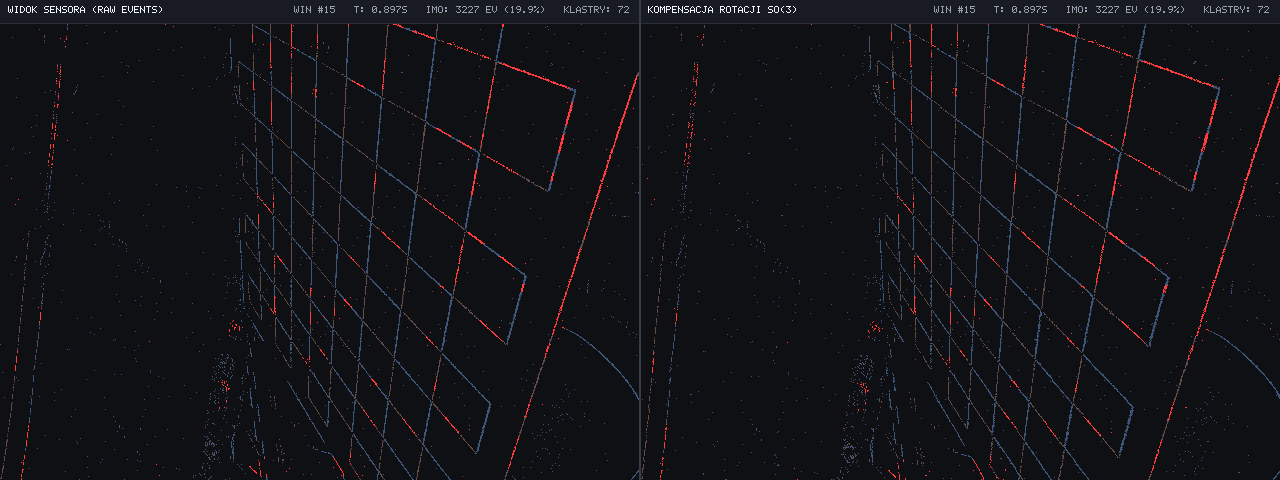 WIDOK SENSORA (RAW EVENTS) WIN #15 T: 0.897S IMO: 3227 EV (19.9%) KLASTRY: 72
KOMPENSACJA ROTACJI SO(3) WIN #15 T: 0.897S IMO: 3227 EV (19.9%) KLASTRY: 72